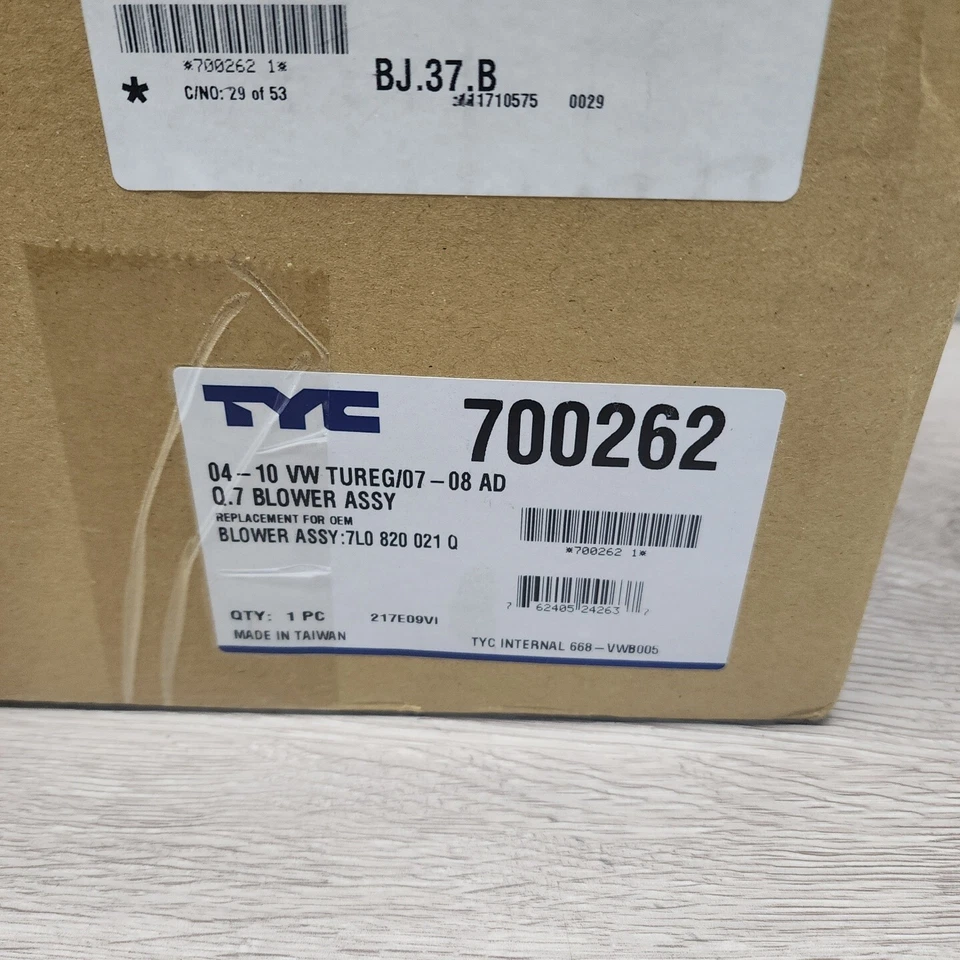 *700262 1*
* C/NO: 29 of 53
BJ.37.B
11710575 0029
TYC 700262
04-10 VW TUREG/07-08 AD
Q.7 BLOWER ASSY
REPLACEMENT FOR OEM
BLOWER ASSY:7L0 820 021 Q
*700262 1*
7 62405 24263 7
QTY: 1 PC 217E09VI
MADE IN TAIWAN
TYC INTERNAL 668-VWB005